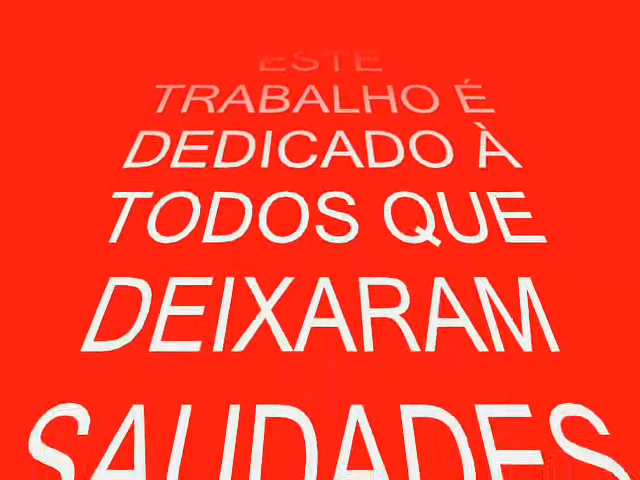 ESTE
TRABALHO É
DEDICADO À
TODOS QUE
DEIXARAM
SAUDADES